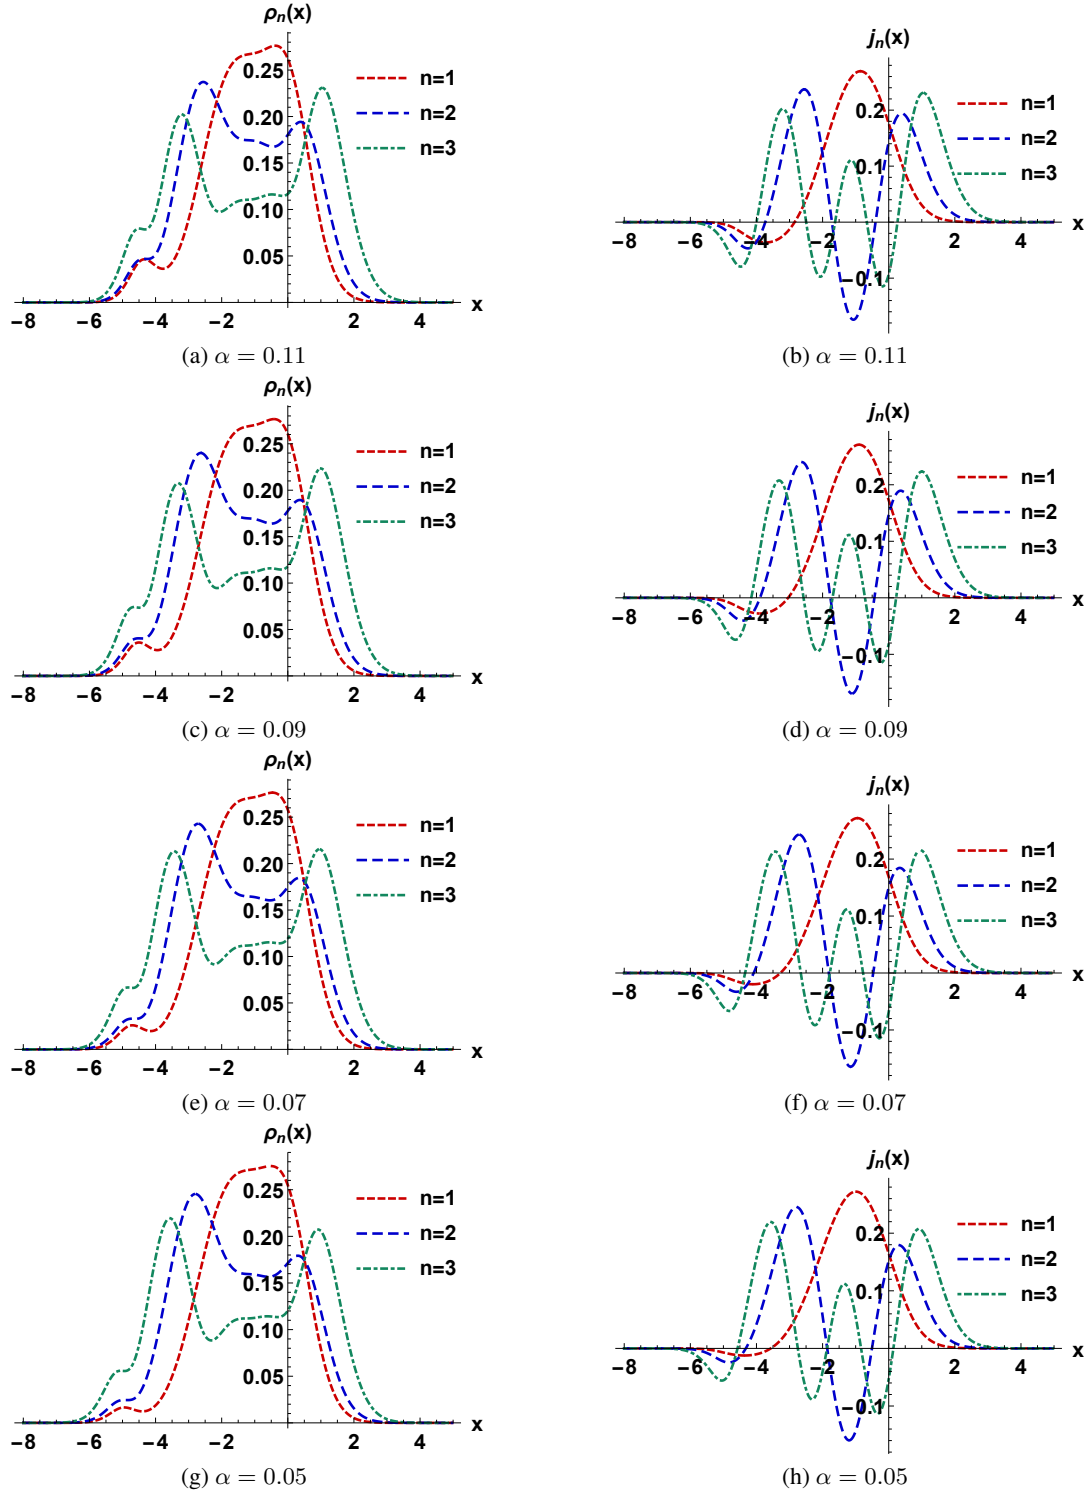 ρn(x)
0.25
0.20
0.15
0.10
0.05
−8 −6 −4 −2 2 4 x
n=1
n=2
n=3
(a) α = 0.11
jn(x)
0.2
0.1
−0.1
−8 −6 −4 −2 2 4 x
n=1
n=2
n=3
(b) α = 0.11
ρn(x)
0.25
0.20
0.15
0.10
0.05
−8 −6 −4 −2 2 4 x
n=1
n=2
n=3
(c) α = 0.09
jn(x)
0.2
0.1
−0.1
−8 −6 −4 −2 2 4 x
n=1
n=2
n=3
(d) α = 0.09
ρn(x)
0.25
0.20
0.15
0.10
0.05
−8 −6 −4 −2 2 4 x
n=1
n=2
n=3
(e) α = 0.07
jn(x)
0.2
0.1
−0.1
−8 −6 −4 −2 2 4 x
n=1
n=2
n=3
(f) α = 0.07
ρn(x)
0.25
0.20
0.15
0.10
0.05
−8 −6 −4 −2 2 4 x
n=1
n=2
n=3
(g) α = 0.05
jn(x)
0.2
0.1
−0.1
−8 −6 −4 −2 2 4 x
n=1
n=2
n=3
(h) α = 0.05